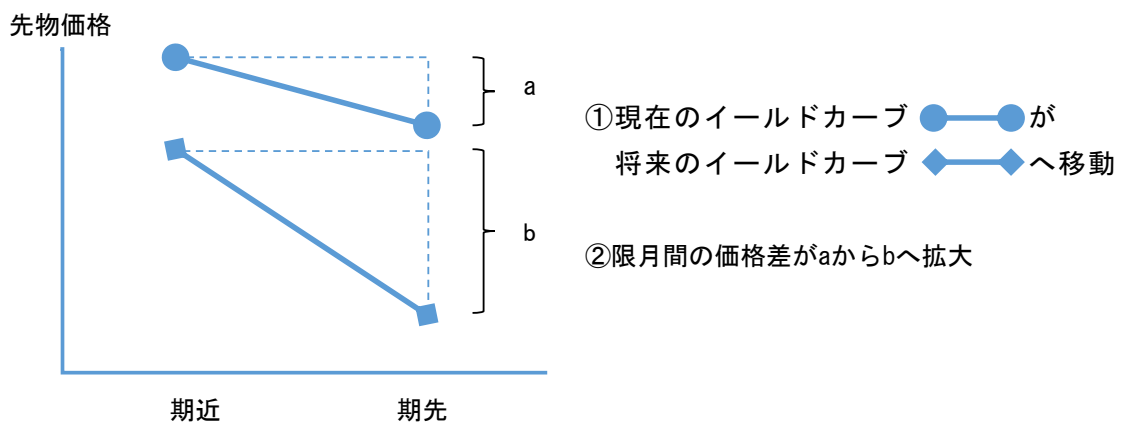 先物価格
a
b
期近
期先
①現在のイールドカーブ が
将来のイールドカーブ へ移動
②限月間の価格差がaからbへ拡大